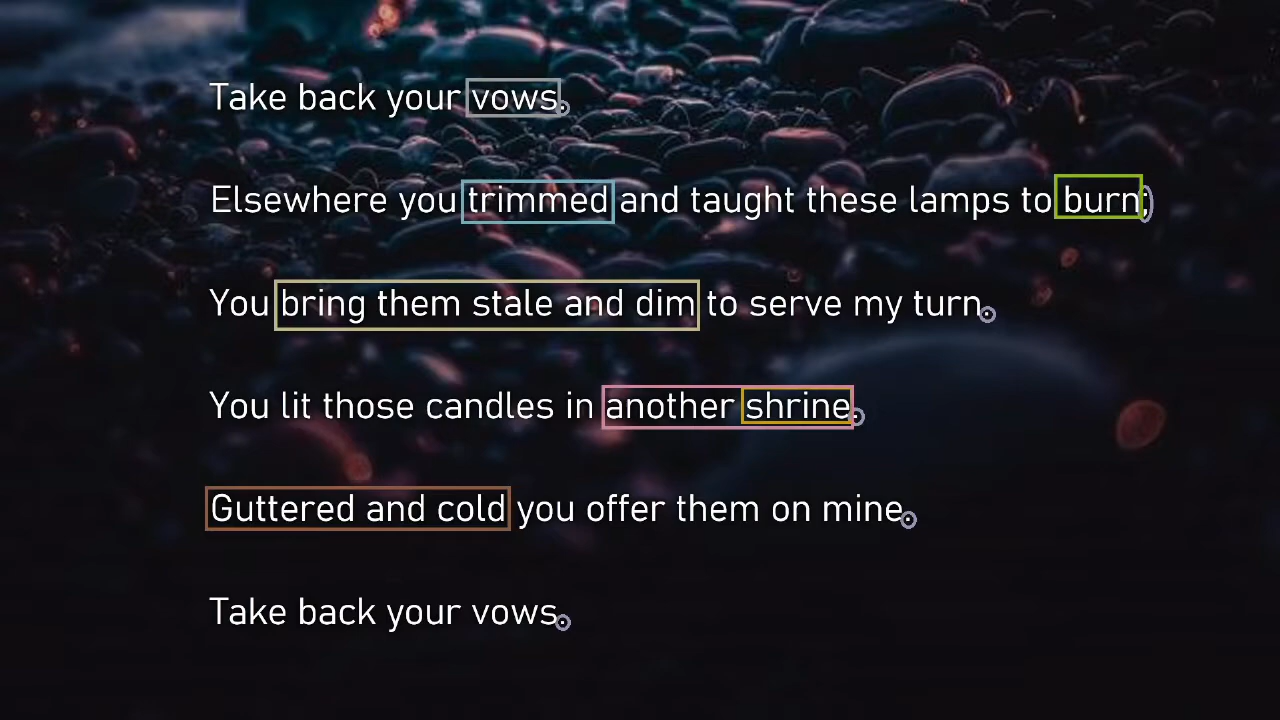 Take back your vows.
Elsewhere you trimmed and taught these lamps to burn;
You bring them stale and dim to serve my turn.
You lit those candles in another shrine.
Guttered and cold you offer them on mine.
Take back your vows.